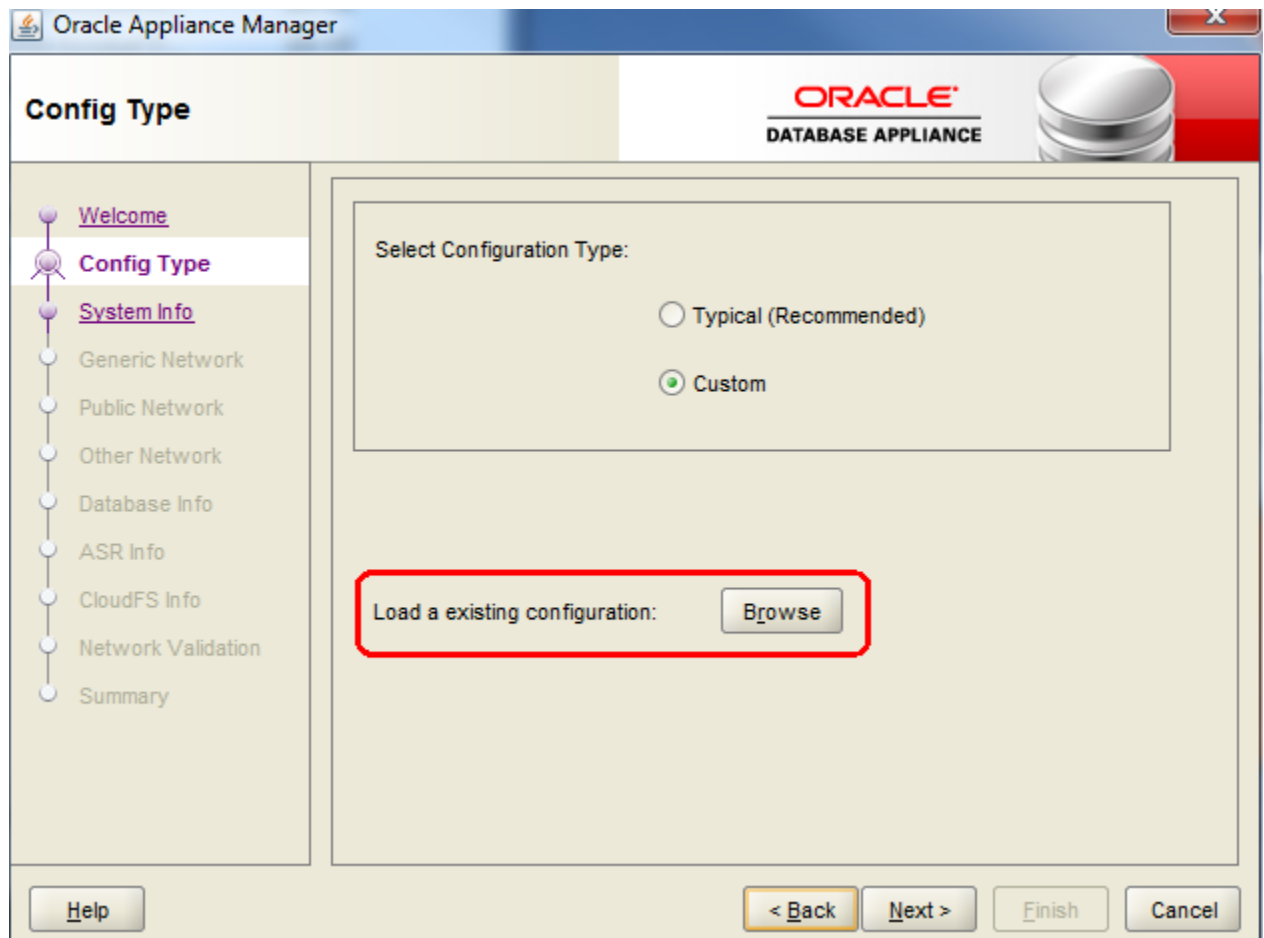 Oracle Appliance Manager
X
Config Type
ORACLE
DATABASE APPLIANCE
Welcome
Config Type
System Info
Generic Network
Public Network
Other Network
Database Info
ASR Info
CloudFS Info
Network Validation
Summary
Select Configuration Type:
Typical (Recommended)
Custom
Load a existing configuration:
Browse
Help
< Back
Next >
Finish
Cancel